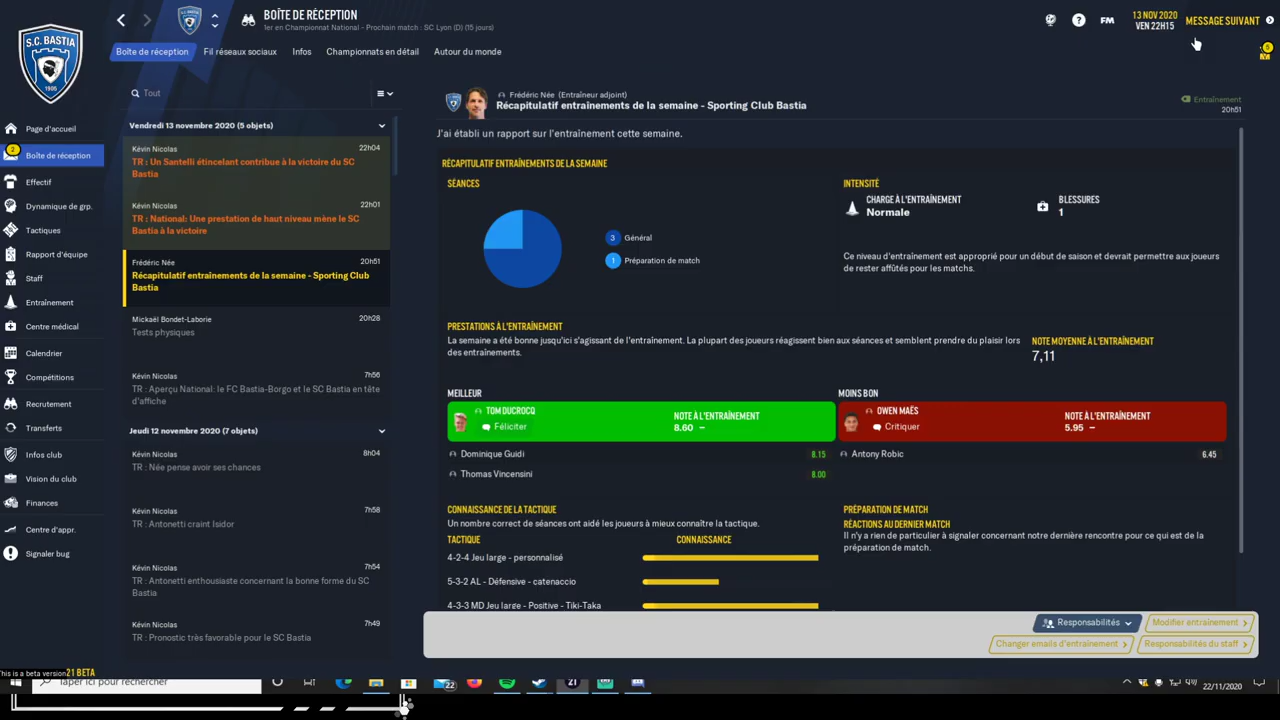 BOÎTE DE RÉCEPTION
1er en Championnat National - Prochain match : SC Lyon (D) (15 jours)
FM
13 NOV 2020
VEN 22H15
MESSAGE SUIVANT
S.C. BASTIA
1905
Boîte de réception
Fil réseaux sociaux
Infos
Championnats en détail
Autour du monde
Page d'accueil
2
Boîte de réception
Effectif
Dynamique de grp.
Tactiques
Rapport d'équipe
Staff
Entraînement
Centre médical
Calendrier
Compétitions
Recrutement
Transferts
Infos club
Vision du club
Finances
Centre d'appr.
Signaler bug
Tout
Vendredi 13 novembre 2020 (5 objets)
Kévin Nicolas 22h04
TR : Un Santelli étincelant contribue à la victoire du SC
Bastia
Kévin Nicolas 22h01
TR : National: Une prestation de haut niveau mène le SC
Bastia à la victoire
Frédéric Née 20h51
Récapitulatif entraînements de la semaine - Sporting Club
Bastia
Mickaël Bondet-Laborie 20h28
Tests physiques
Kévin Nicolas 7h56
TR : Aperçu National: le FC Bastia-Borgo et le SC Bastia en tête
d'affiche
Jeudi 12 novembre 2020 (7 objets)
Kévin Nicolas 8h04
TR : Née pense avoir ses chances
Kévin Nicolas 7h58
TR : Antonetti craint Isidor
Kévin Nicolas 7h54
TR : Antonetti enthousiaste concernant la bonne forme du SC
Bastia
Kévin Nicolas 7h49
TR : Pronostic très favorable pour le SC Bastia
Frédéric Née (Entraîneur adjoint)
Récapitulatif entraînements de la semaine - Sporting Club Bastia
Entraînement
20h51
J'ai établi un rapport sur l'entraînement cette semaine.
RÉCAPITULATIF ENTRAÎNEMENTS DE LA SEMAINE
SÉANCES
3 Général
1 Préparation de match
INTENSITÉ
CHARGE À L'ENTRAÎNEMENT
Normale
BLESSURES
1
Ce niveau d'entraînement est approprié pour un début de saison et devrait permettre aux joueurs
de rester affûtés pour les matchs.
PRESTATIONS À L'ENTRAÎNEMENT
La semaine a été bonne jusqu'ici s'agissant de l'entraînement. La plupart des joueurs réagissent bien aux séances et semblent prendre du plaisir lors
des entraînements.
NOTE MOYENNE À L'ENTRAÎNEMENT
7,11
MEILLEUR
TOM DUCROCQ
Féliciter
NOTE À L'ENTRAÎNEMENT
8.60 –
Dominique Guidi 8.15
Thomas Vincensini 8.00
MOINS BON
OWEN MAËS
Critiquer
NOTE À L'ENTRAÎNEMENT
5.95 –
Antony Robic 6.45
CONNAISSANCE DE LA TACTIQUE
Un nombre correct de séances ont aidé les joueurs à mieux connaître la tactique.
TACTIQUE CONNAISSANCE
4-2-4 Jeu large - personnalisé
5-3-2 AL - Défensive - catenaccio
4-3-3 MD Jeu large - Positive - Tiki-Taka
PRÉPARATION DE MATCH
RÉACTIONS AU DERNIER MATCH
Il n'y a rien de particulier à signaler concernant notre dernière rencontre pour ce qui est de la
préparation de match.
Responsabilités
Modifier entraînement
Changer emails d'entraînement
Responsabilités du staff
This is a beta version 21 BETA
Taper ici pour rechercher
22
21
22/11/2020